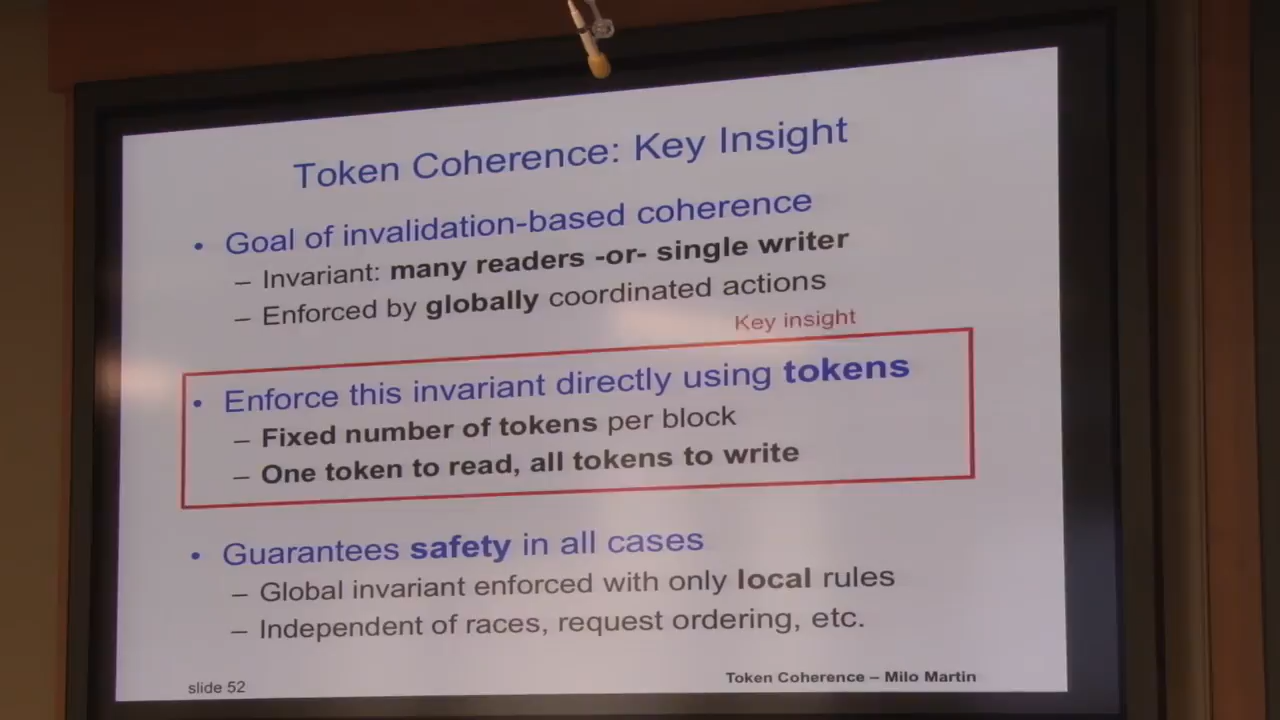 Token Coherence: Key Insight
• Goal of invalidation-based coherence
– Invariant: many readers -or- single writer
– Enforced by globally coordinated actions
Key insight
• Enforce this invariant directly using tokens
– Fixed number of tokens per block
– One token to read, all tokens to write
• Guarantees safety in all cases
– Global invariant enforced with only local rules
– Independent of races, request ordering, etc.
slide 52
Token Coherence – Milo Martin